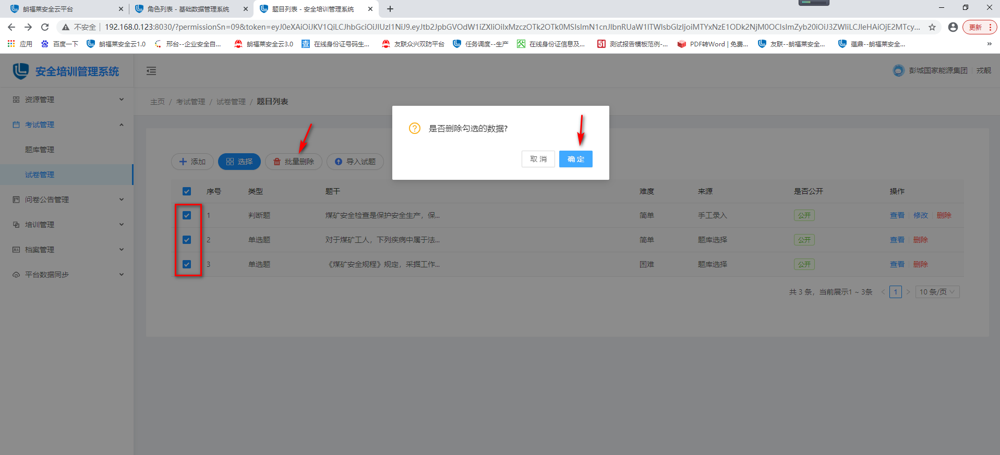 朗福莱安全云平台
角色列表 - 基础数据管理系统
题目列表 - 安全培训管理系统
不安全
192.168.0.123:8030/?permissionSn=09&token=eyJ0eXAiOiJKV1QiLCJhbGciOiJIUzI1NiJ9.eyJtb2JpbGVOdW1iZXIiOiIxMzczOTk2OTk0MSIsImN1cnJlbnRUaW1lTWlsbGlzIjoiMTYxNzE1ODk2NjM0OCIsImZyb20iOiJ3ZWIiLCJleHAiOjE2MTcy...
更新
应用
百度一下
朗福莱安全云1.0
邢台--企业安全自...
朗福莱安全云3.0
在线身份证号码生...
友联众兴双防平台
任务调度--生产
在线身份证信息及...
测试报告模板范例-...
PDF转Word | 免费...
友联--朗福莱安全...
蕴鼎--朗福莱安全...
»
安全培训管理系统
彭城国家能源集团
戎靓
资源管理
考试管理
题库管理
试卷管理
问卷公告管理
培训管理
档案管理
平台数据同步
主页 / 考试管理 / 试卷管理 / 题目列表
是否删除勾选的数据?
取 消
确 定
添加
选择
批量删除
导入试题
序号 类型 题干 难度 来源 是否公开 操作
1 判断题 煤矿安全检查是保护安全生产，保... 简单 手工录入 公开 查看 修改 删除
2 单选题 对于煤矿工人，下列疾病中属于法... 简单 题库选择 公开 查看 删除
3 单选题 《煤矿安全规程》规定，采掘工作... 困难 题库选择 公开 查看 删除
共 3 条，当前展示1 ~ 3条 < 1 > 10 条/页